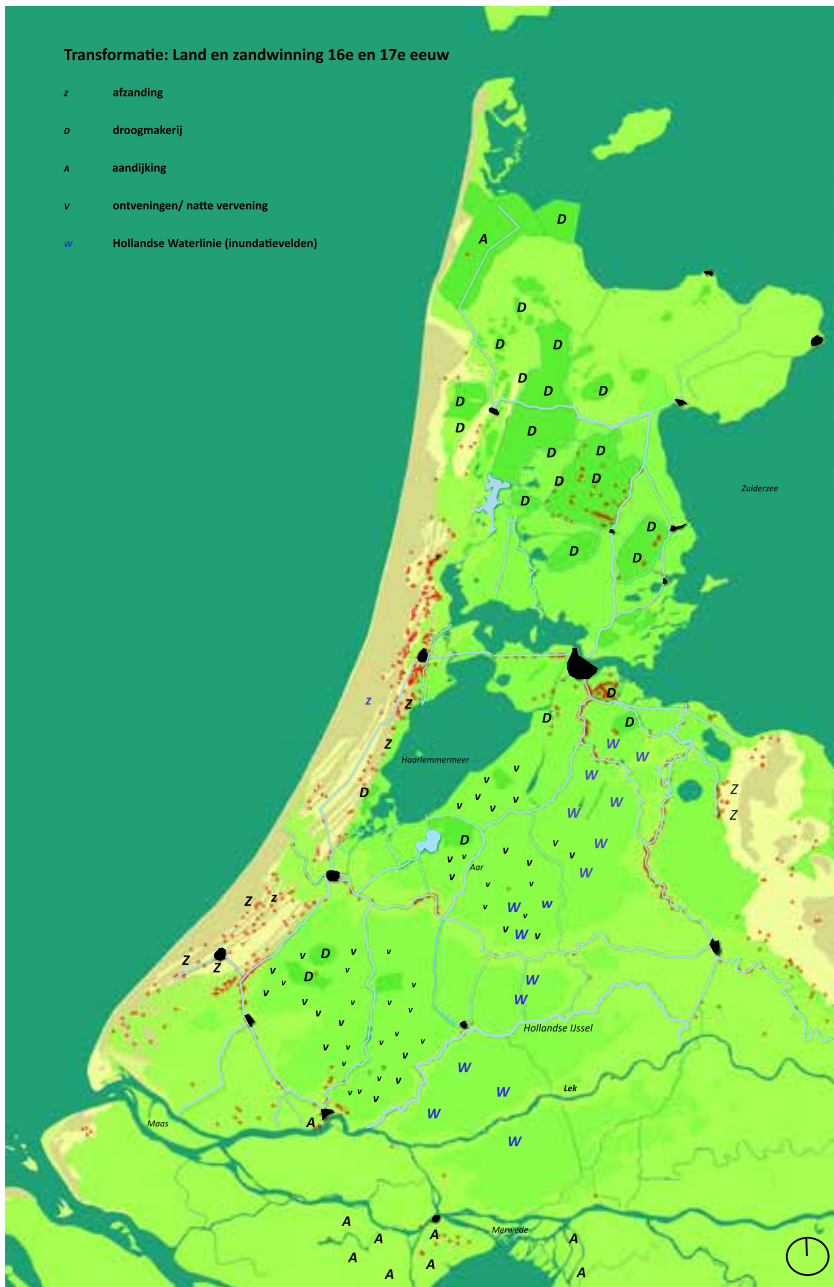 Transformatie: Land en zandwinning 16e en 17e eeuw
z afzanding
D droogmakerij
A aandijking
v ontveningen/ natte vervening
W Hollandse Waterlinie (inundatievelden)
D
A
D
D D
D
D D
D
D
D
D D
D D
D
Zuiderzee
D
D D
D
z Z
D D
W
Z W
Haarlemmermeer
v W
D v v v W Z
v v W Z
D v W
v v v v
Aar v W
v v v
Z z v W W
v
v W v
D v v
Z Z v D v W
v v v v W
v v v
v v Hollandse IJssel
v v v v
v v W
v v v W Lek
v v v
A W
Maas W
A Merwede
A A A
A A
A A